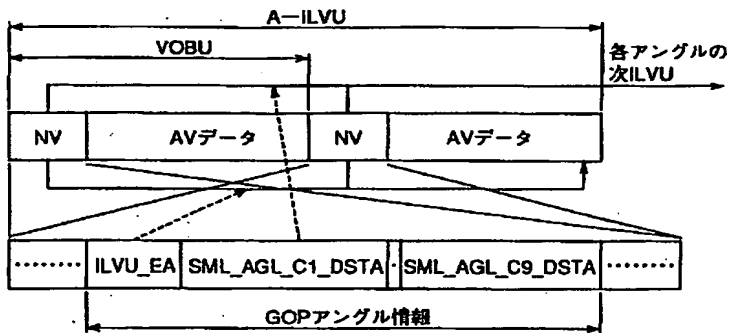 A-ILVU
VOBU
各アングルの
次ILVU
NV
AVデータ
NV
AVデータ
········
ILVU_EA
SML_AGL_C1_DSTA
·
SML_AGL_C9_DSTA
········
GOPアングル情報